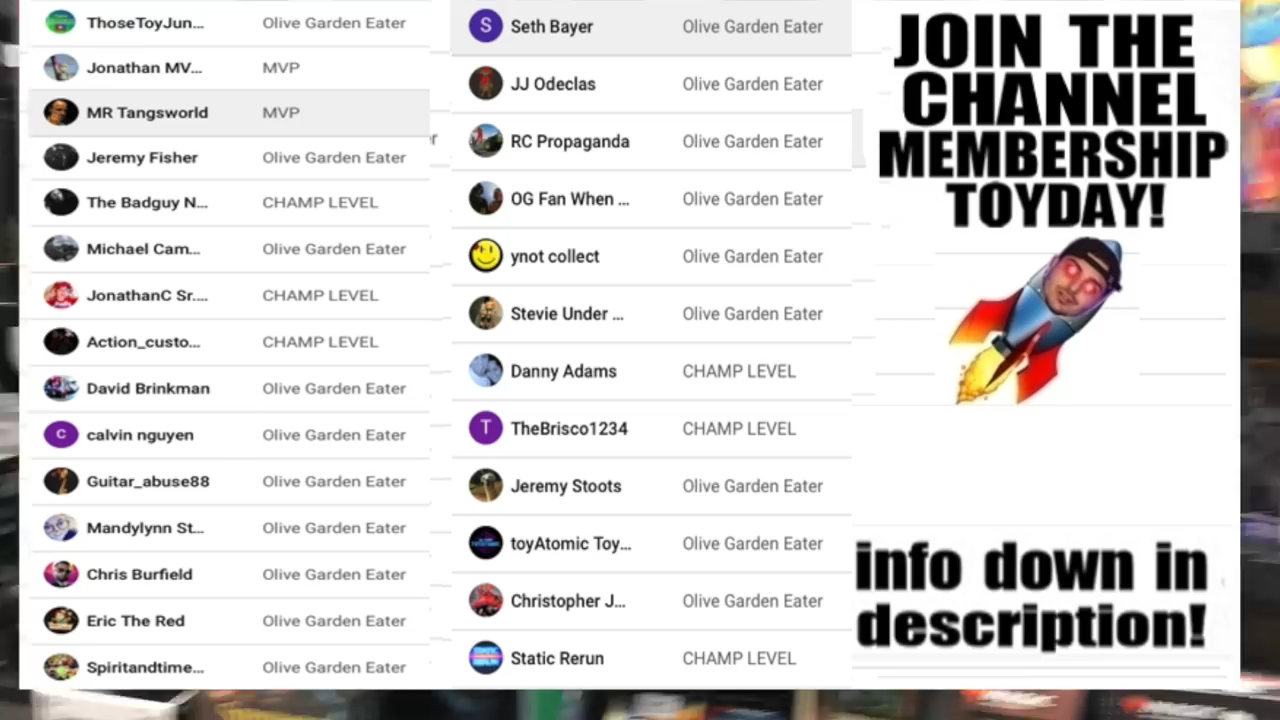 ThoseToyJun... Olive Garden Eater
Jonathan MV... MVP
MR Tangsworld MVP
Jeremy Fisher Olive Garden Eater
The Badguy N... CHAMP LEVEL
Michael Cam... Olive Garden Eater
JonathanC Sr.... CHAMP LEVEL
Action_custo... CHAMP LEVEL
David Brinkman Olive Garden Eater
C calvin nguyen Olive Garden Eater
Guitar_abuse88 Olive Garden Eater
Mandylynn St... Olive Garden Eater
Chris Burfield Olive Garden Eater
Eric The Red Olive Garden Eater
Spiritandtime... Olive Garden Eater
S Seth Bayer Olive Garden Eater
JJ Odeclas Olive Garden Eater
RC Propaganda Olive Garden Eater
OG Fan When ... Olive Garden Eater
ynot collect Olive Garden Eater
Stevie Under ... Olive Garden Eater
Danny Adams CHAMP LEVEL
T TheBrisco1234 CHAMP LEVEL
Jeremy Stoots Olive Garden Eater
toyAtomic Toy... Olive Garden Eater
Christopher J... Olive Garden Eater
Static Rerun CHAMP LEVEL
JOIN THE
CHANNEL
MEMBERSHIP
TOYDAY!
info down in
description!